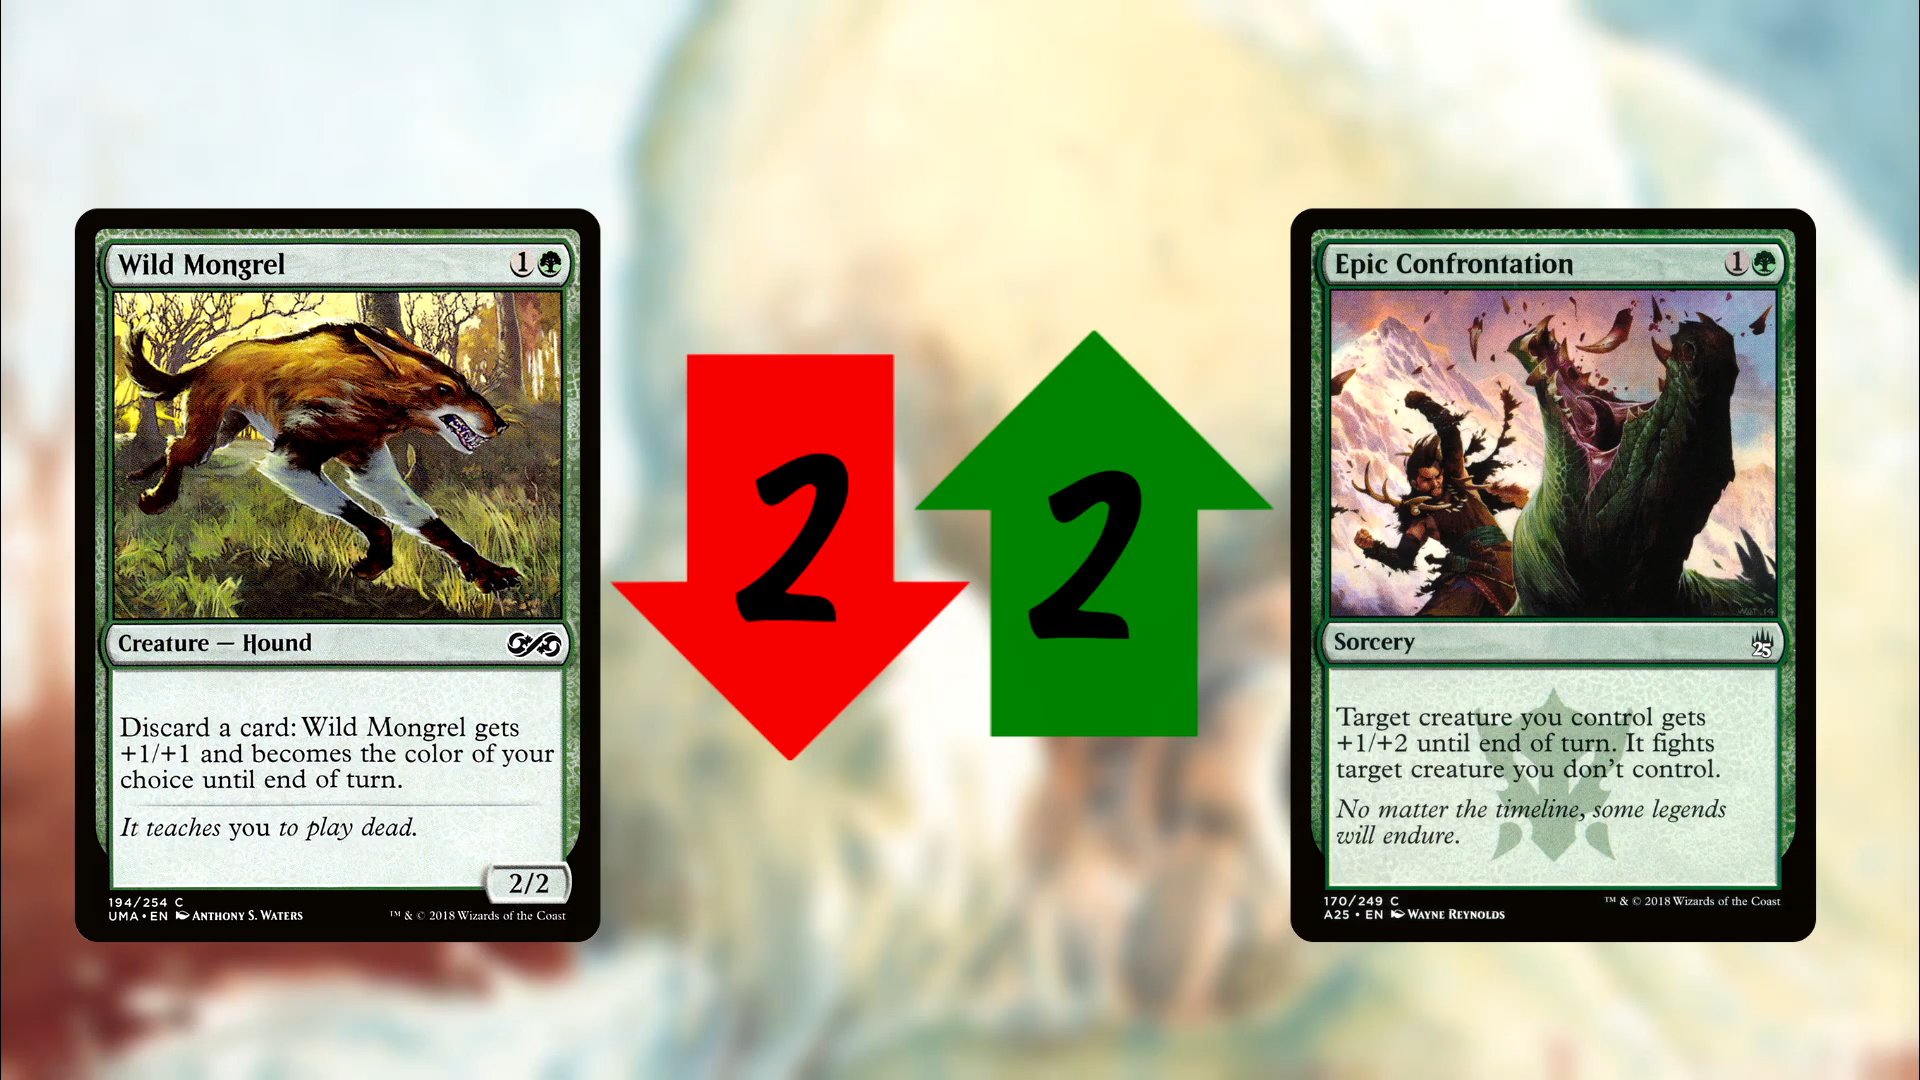 Wild Mongrel 1
Creature — Hound
Discard a card: Wild Mongrel gets
+1/+1 and becomes the color of your
choice until end of turn.
It teaches you to play dead.
2/2
194/254 C
UMA • EN ANTHONY S. WATERS
™ & © 2018 Wizards of the Coast
2
2
Epic Confrontation 1
Sorcery
25
Target creature you control gets
+1/+2 until end of turn. It fights
target creature you don't control.
No matter the timeline, some legends
will endure.
170/249 C
A25 • EN WAYNE REYNOLDS
™ & © 2018 Wizards of the Coast